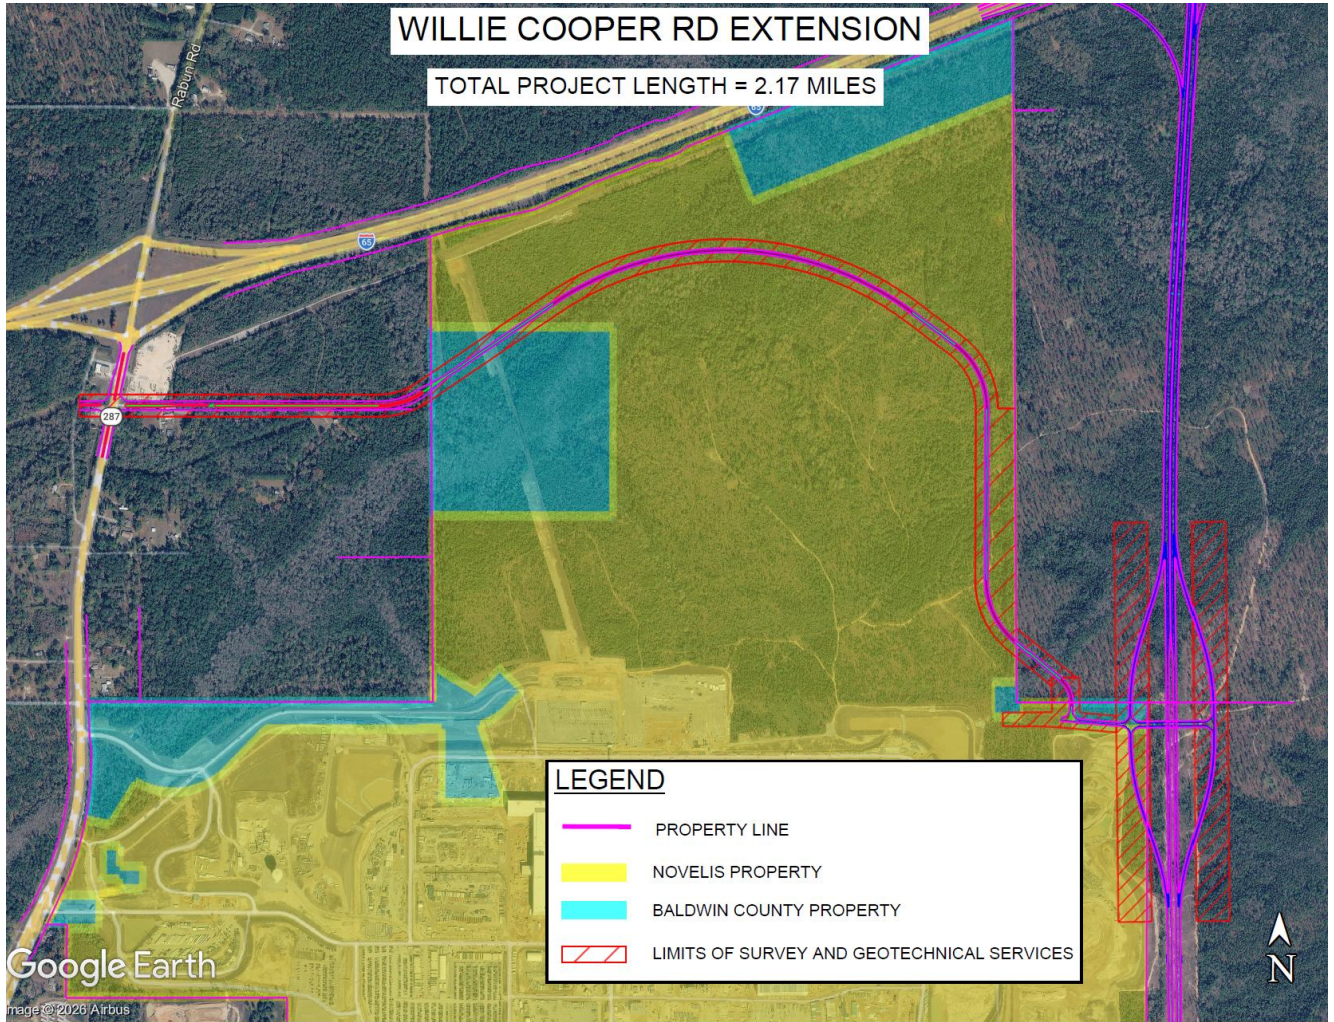 WILLIE COOPER RD EXTENSION
TOTAL PROJECT LENGTH = 2.17 MILES
Rabun Rd
65
65
287
LEGEND
PROPERTY LINE
NOVELIS PROPERTY
BALDWIN COUNTY PROPERTY
LIMITS OF SURVEY AND GEOTECHNICAL SERVICES
N
Google Earth
mage © 2026 Airbus